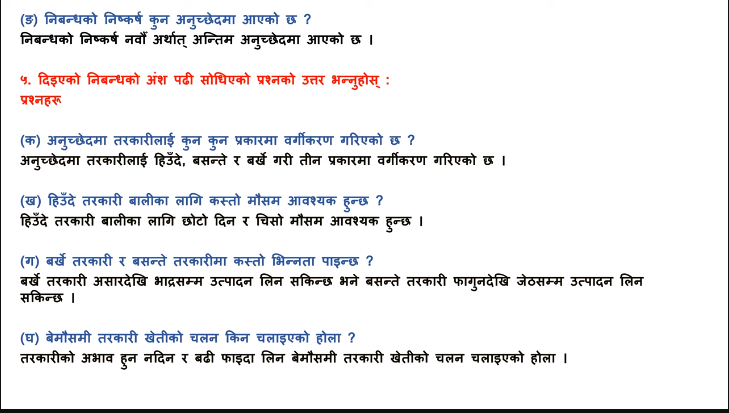 (ङ) निबन्धको निष्कर्ष कुन अनुच्छेदमा आएको छ ?
निबन्धको निष्कर्ष नवौं अर्थात् अन्तिम अनुच्छेदमा आएको छ ।
५. दिइएको निबन्धको अंश पढी सोधिएको प्रश्नको उत्तर भन्नुहोस् :
प्रश्नहरू
(क) अनुच्छेदमा तरकारीलाई कुन कुन प्रकारमा वर्गीकरण गरिएको छ ?
अनुच्छेदमा तरकारीलाई हिउँदे, बसन्ते र बर्खे गरी तीन प्रकारमा वर्गीकरण गरिएको छ ।
(ख) हिउँदे तरकारी बालीका लागि कस्तो मौसम आवश्यक हुन्छ ?
हिउँदे तरकारी बालीका लागि छोटो दिन र चिसो मौसम आवश्यक हुन्छ ।
(ग) बर्खे तरकारी र बसन्ते तरकारीमा कस्तो भिन्नता पाइन्छ ?
बर्खे तरकारी असारदेखि भाद्रसम्म उत्पादन लिन सकिन्छ भने बसन्ते तरकारी फागुनदेखि जेठसम्म उत्पादन लिन
सकिन्छ ।
(घ) बेमौसमी तरकारी खेतीको चलन किन चलाइएको होला ?
तरकारीको अभाव हुन नदिन र बढी फाइदा लिन बेमौसमी तरकारी खेतीको चलन चलाइएको होला ।